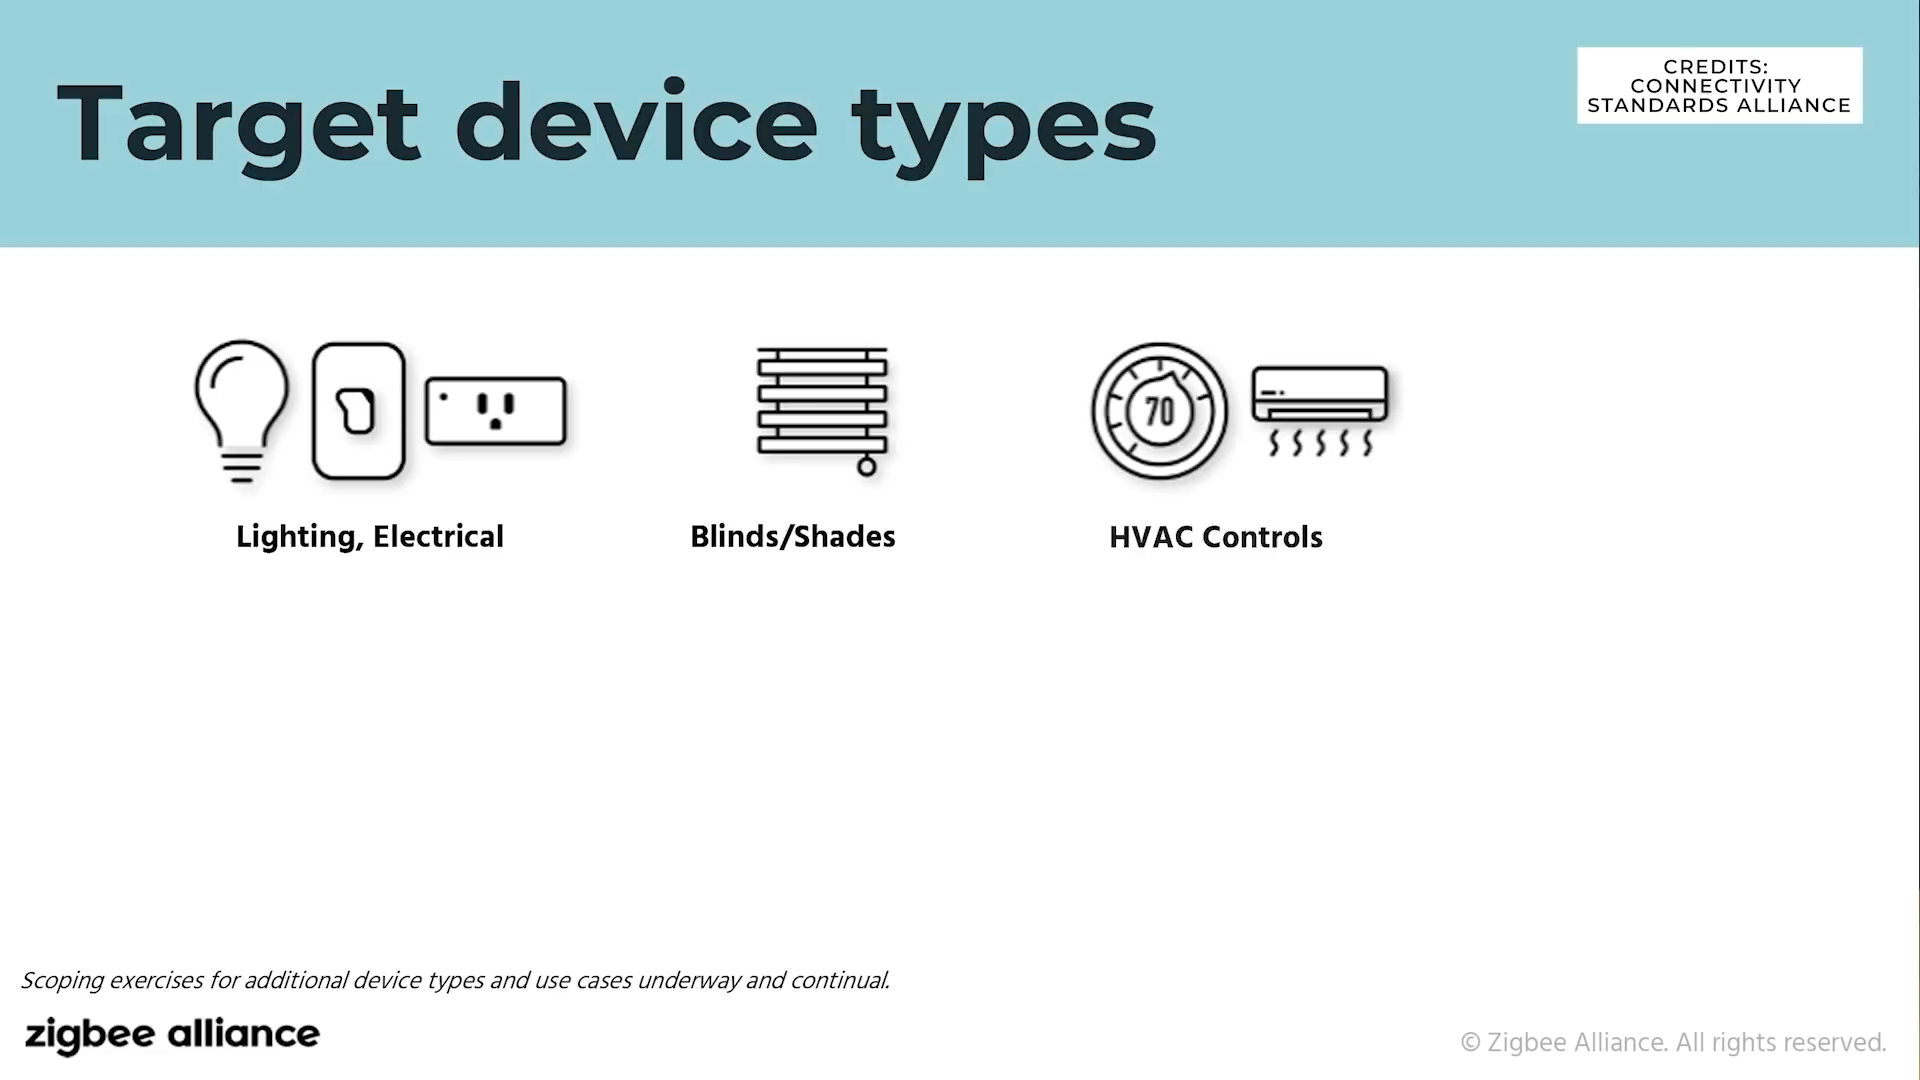 Target device types
CREDITS:
CONNECTIVITY
STANDARDS ALLIANCE
70
Lighting, Electrical
Blinds/Shades
HVAC Controls
Scoping exercises for additional device types and use cases underway and continual.
zigbee alliance
© Zigbee Alliance. All rights reserved.